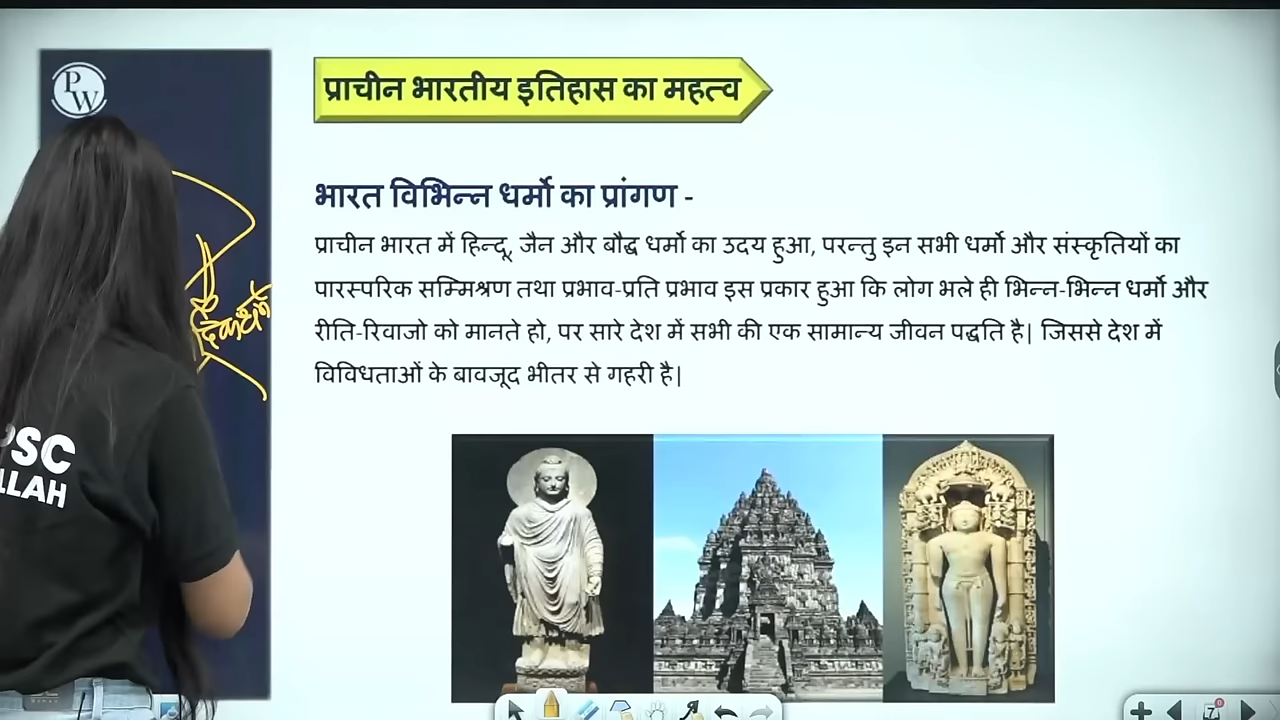 PW
प्राचीन भारतीय इतिहास का महत्व
भारत विभिन्न धर्मो का प्रांगण -
प्राचीन भारत में हिन्दू, जैन और बौद्ध धर्मो का उदय हुआ, परन्तु इन सभी धर्मो और संस्कृतियों का
पारस्परिक सम्मिश्रण तथा प्रभाव-प्रति प्रभाव इस प्रकार हुआ कि लोग भले ही भिन्न-भिन्न धर्मो और
रीति-रिवाजो को मानते हो, पर सारे देश में सभी की एक सामान्य जीवन पद्धति है| जिससे देश में
विविधताओं के बावजूद भीतर से गहरी है|
PSC
LLAH
7